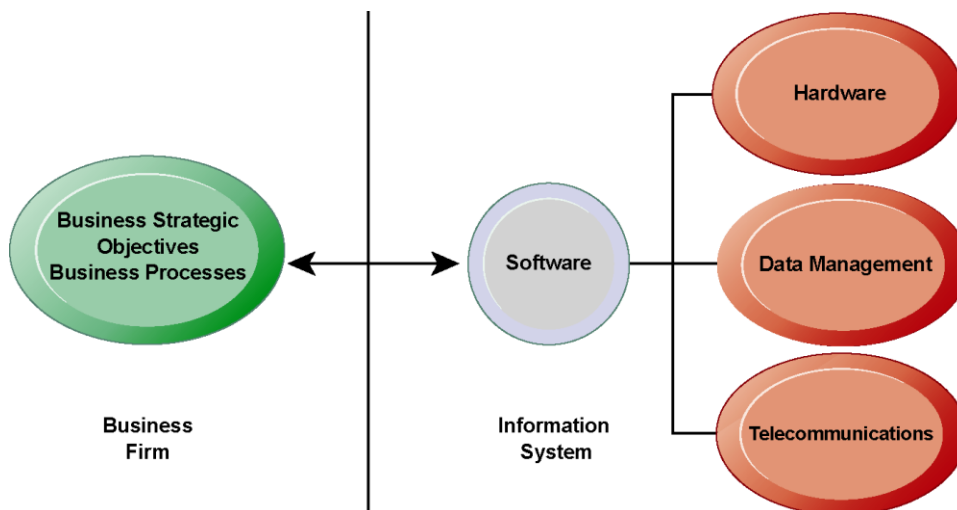 Business Strategic
Objectives
Business Processes
Business
Firm
Software
Information
System
Hardware
Data Management
Telecommunications